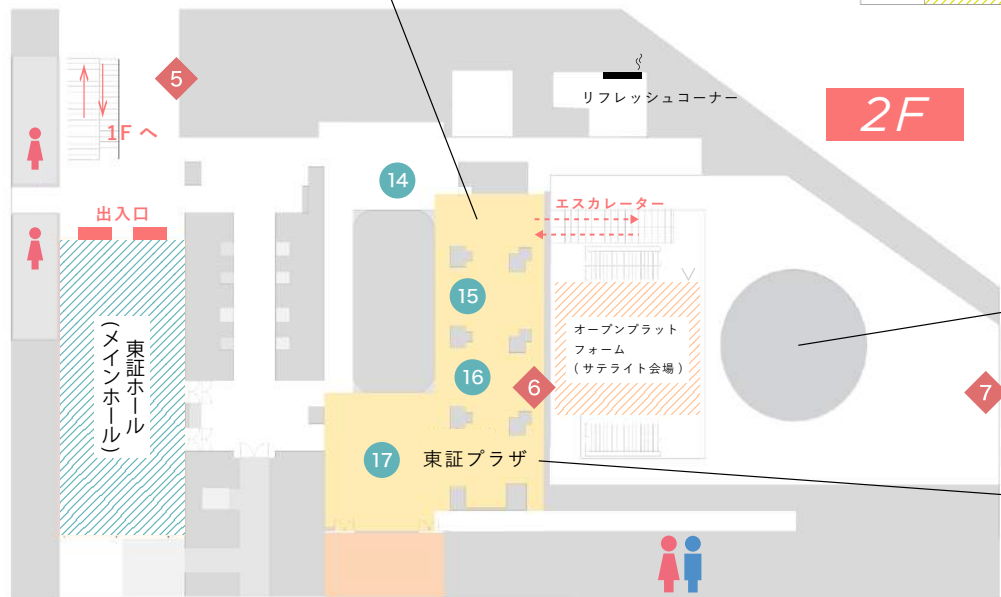 5
リフレッシュコーナー
2F
1F へ
14
エスカレーター
出入口
15
オープンプラット
フォーム
(サテライト会場)
東証ホール
(メインホール)
16
6
7
17
東証プラザ